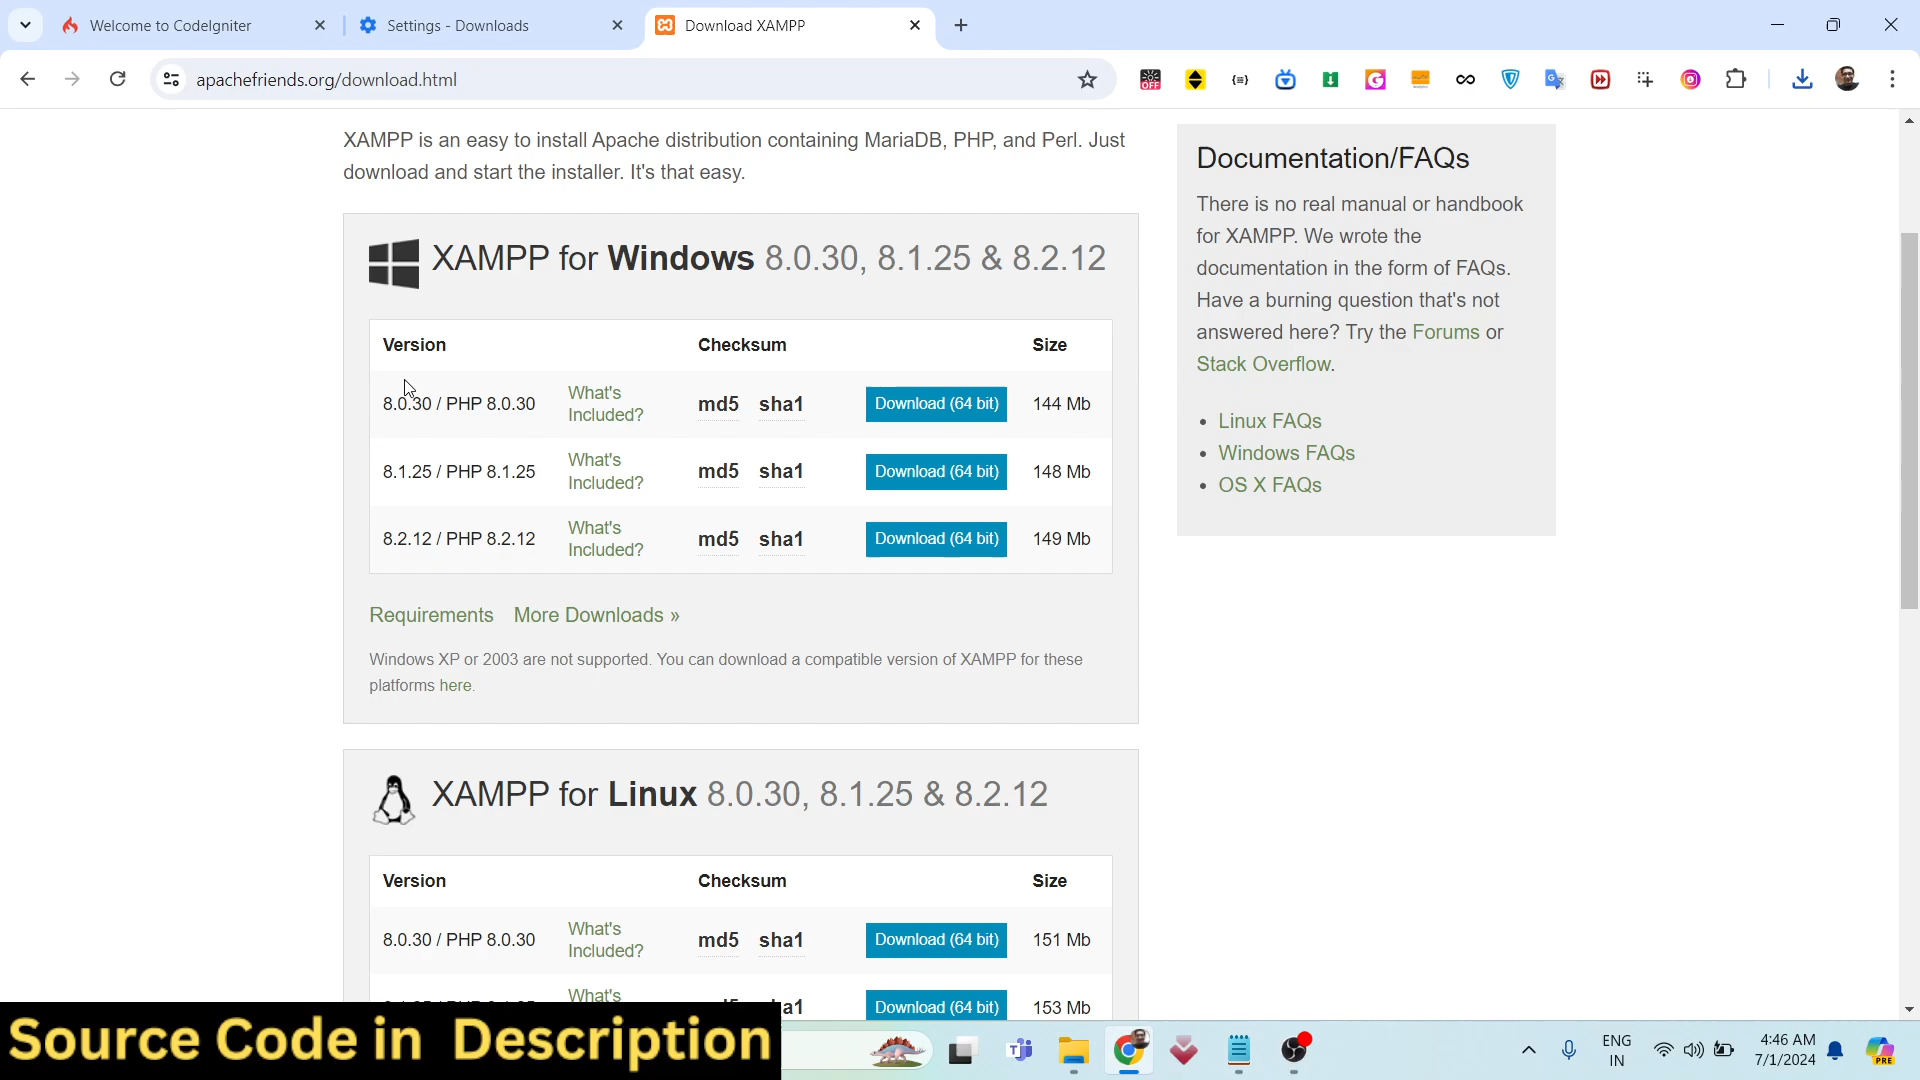 Welcome to CodeIgniter
Settings - Downloads
Download XAMPP
apachefriends.org/download.html
OFF
XAMPP is an easy to install Apache distribution containing MariaDB, PHP, and Perl. Just
download and start the installer. It's that easy.
XAMPP for Windows 8.0.30, 8.1.25 & 8.2.12
Version Checksum Size
8.0.30 / PHP 8.0.30 What's Included? md5 sha1 Download (64 bit) 144 Mb
8.1.25 / PHP 8.1.25 What's Included? md5 sha1 Download (64 bit) 148 Mb
8.2.12 / PHP 8.2.12 What's Included? md5 sha1 Download (64 bit) 149 Mb
Requirements More Downloads »
Windows XP or 2003 are not supported. You can download a compatible version of XAMPP for these
platforms here.
XAMPP for Linux 8.0.30, 8.1.25 & 8.2.12
Version Checksum Size
8.0.30 / PHP 8.0.30 What's Included? md5 sha1 Download (64 bit) 151 Mb
What's Download (64 bit) 153 Mb
Documentation/FAQs
There is no real manual or handbook
for XAMPP. We wrote the
documentation in the form of FAQs.
Have a burning question that's not
answered here? Try the Forums or
Stack Overflow.
Linux FAQs
Windows FAQs
OS X FAQs
Source Code in Description
ENG
IN
4:46 AM
7/1/2024
PRE